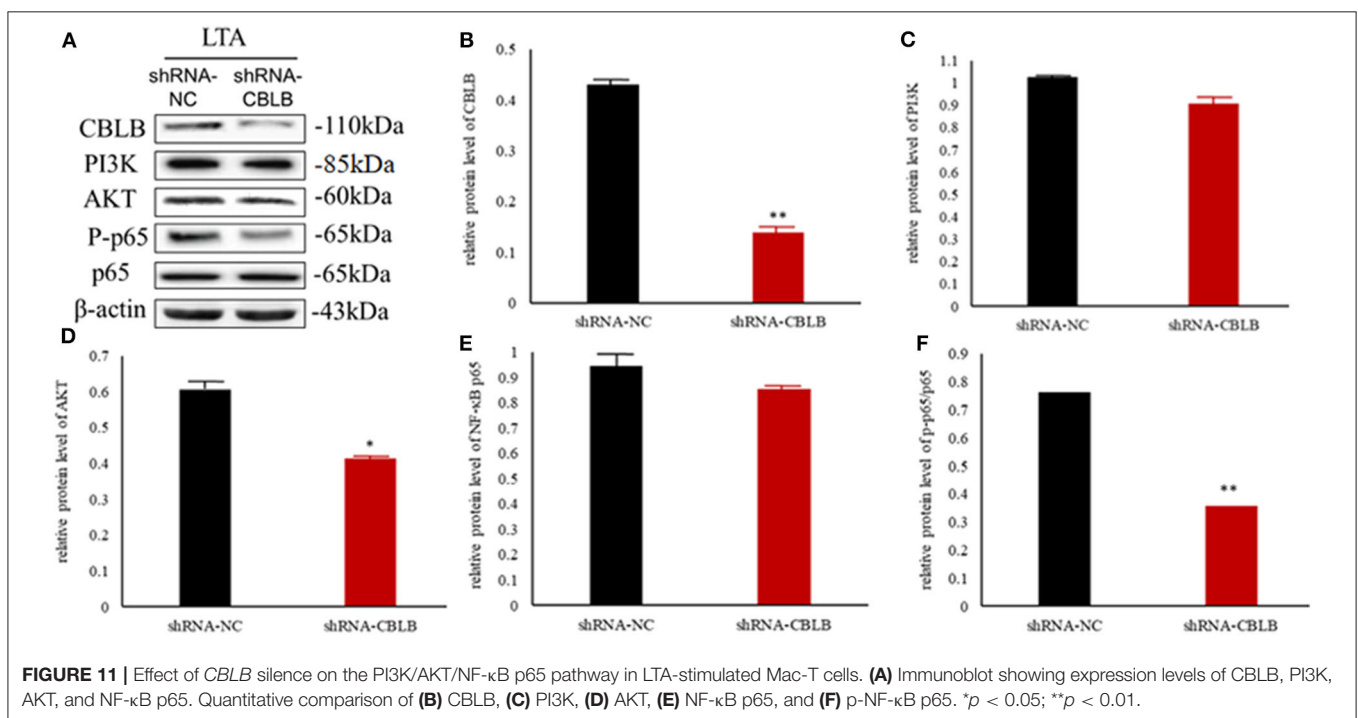 A
LTA
shRNA-NC shRNA-CBLB
CBLB -110kDa
PI3K -85kDa
AKT -60kDa
P-p65 -65kDa
p65 -65kDa
β-actin -43kDa
B
relative protein level of CBLB
0.5
0.4
0.3
0.2
0.1
0
**
shRNA-NC shRNA-CBLB
C
relative protein level of PI3K
1.1
1
0.9
0.8
0.7
0.6
0.5
0.4
0.3
0.2
0.1
0
shRNA-NC shRNA-CBLB
D
relative protein level of AKT
0.7
0.6
0.5
0.4
0.3
0.2
0.1
0
*
shRNA-NC shRNA-CBLB
E
relative protein level of NF-κB p65
1
0.9
0.8
0.7
0.6
0.5
0.4
0.3
0.2
0.1
0
shRNA-NC shRNA-CBLB
F
relative protein level of p-p65/p65
0.9
0.8
0.7
0.6
0.5
0.4
0.3
0.2
0.1
0
**
shRNA-NC shRNA-CBLB
FIGURE 11 | Effect of CBLB silence on the PI3K/AKT/NF-κB p65 pathway in LTA-stimulated Mac-T cells. (A) Immunoblot showing expression levels of CBLB, PI3K,
AKT, and NF-κB p65. Quantitative comparison of (B) CBLB, (C) PI3K, (D) AKT, (E) NF-κB p65, and (F) p-NF-κB p65. *p < 0.05; **p < 0.01.